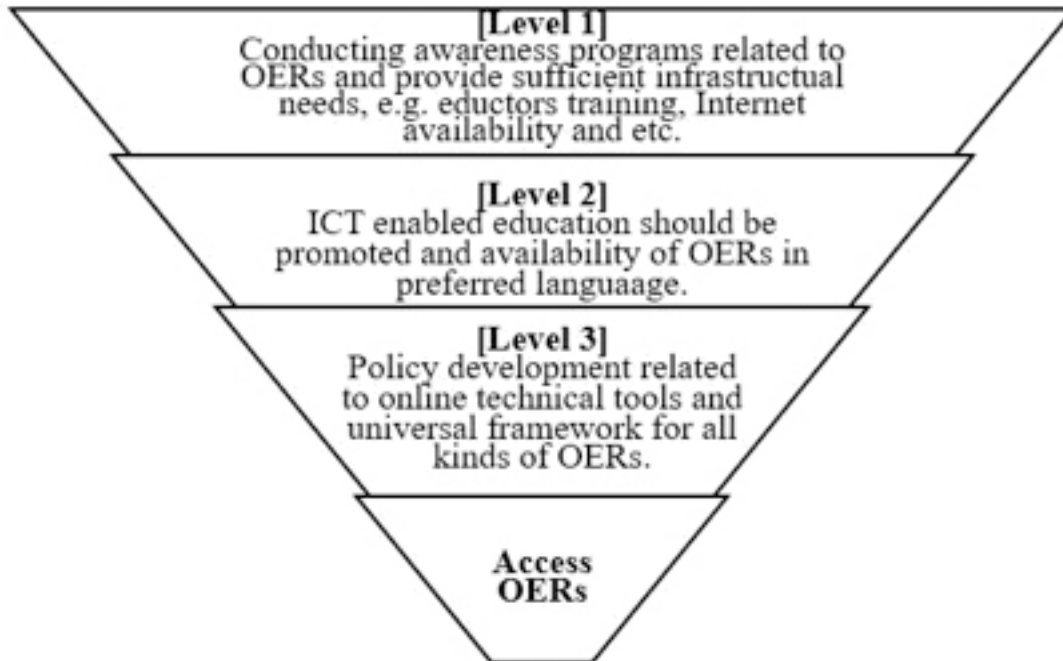 [Level 1]
Conducting awareness programs related to
OERs and provide sufficient infrastructual
needs, e.g. eductors training, Internet
availability and etc.
[Level 2]
ICT enabled education should be
promoted and availability of OERs in
preferred languaage.
[Level 3]
Policy development related
to online technical tools and
universal framework for all
kinds of OERs.
Access
OERs